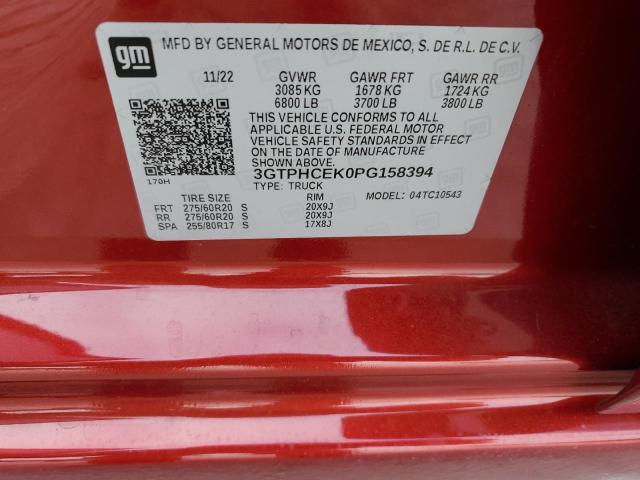 gm
MFD BY GENERAL MOTORS DE MEXICO, S. DE R.L. DE C.V.
11/22 GVWR GAWR FRT GAWR RR
3085 KG 1678 KG 1724 KG
6800 LB 3700 LB 3800 LB
THIS VEHICLE CONFORMS TO ALL
APPLICABLE U.S. FEDERAL MOTOR
VEHICLE SAFETY STANDARDS IN EFFECT
ON THE DATE OF MANUFACTURE
SHOWN ABOVE.
3GTPHCEK0PG158394
170H
TYPE: TRUCK MODEL: 04TC10543
TIRE SIZE RIM
FRT 275/60R20 S 20X9J
RR 275/60R20 S 20X9J
SPA 255/80R17 S 17X8J